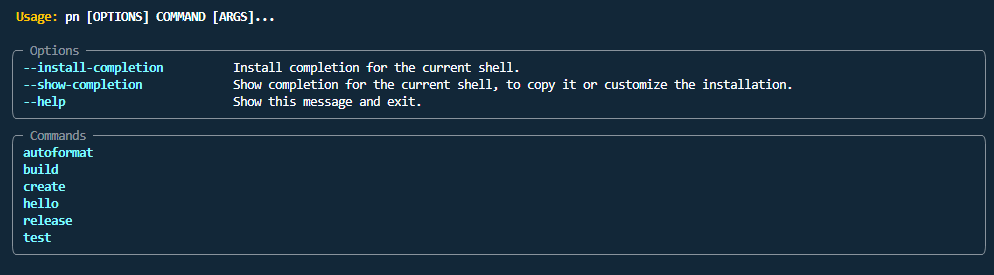 Usage: pn [OPTIONS] COMMAND [ARGS]...
Options
--install-completion Install completion for the current shell.
--show-completion Show completion for the current shell, to copy it or customize the installation.
--help Show this message and exit.
Commands
autoformat
build
create
hello
release
test